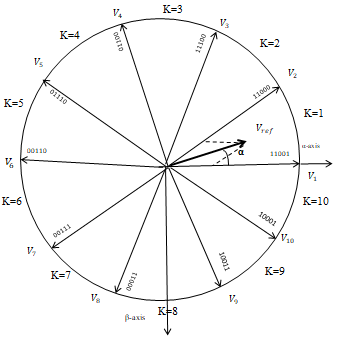 K=3
V4
V3
K=4
K=2
00110
11100
V5
V2
01110
11000
K=5
K=1
Vref
α
α-axis
V6
00110
11001
V1
K=6
K=10
00111
10001
V10
V7
10011
K=7
00011
K=9
V8
K=8
V9
β-axis